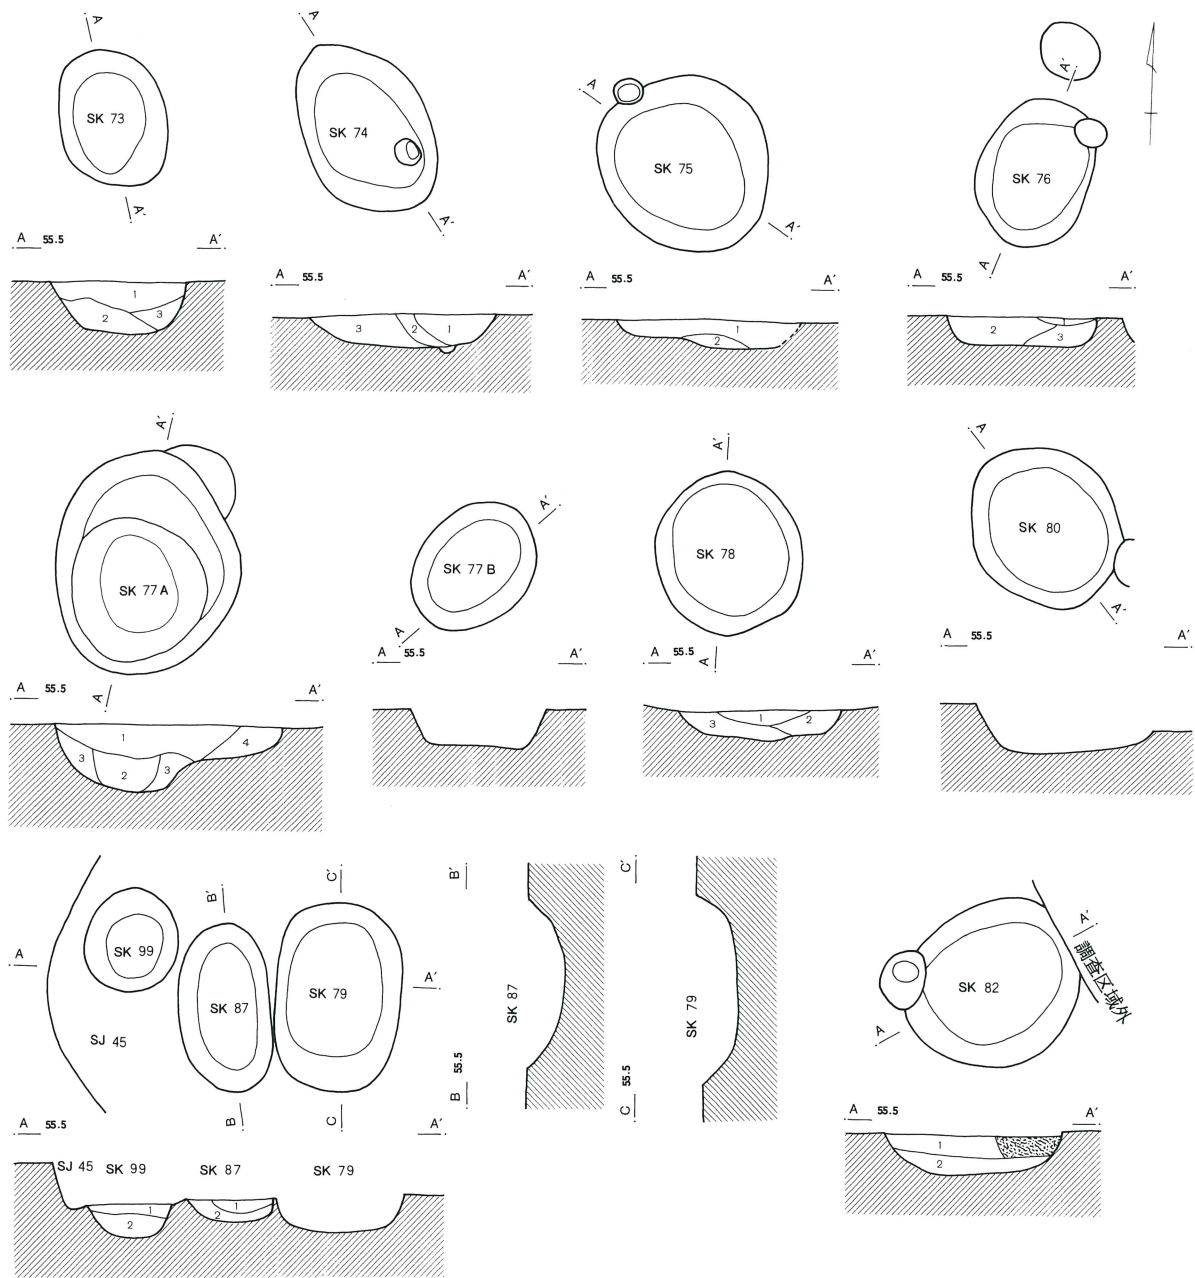 A
A
A
A'
SK 73
SK 74
SK 75
SK 76
A
A'
A'
A'
A
A 55.5 A'
A 55.5 A'
A 55.5 A'
A 55.5 A'
1
2
3
3
2
1
1
2
2
1
3
A'
SK 77A
A
A'
SK 77B
A
A'
SK 78
A
A
SK 80
A'
A 55.5 A'
A 55.5 A'
A 55.5 A'
A 55.5 A'
1
3
2
3
4
3
1
2
A
SK 99
SJ 45
B'
SK 87
B
C'
SK 79
C
A'
B'
SK 87
55.5
B
C'
SK 79
55.5
C
A'
調査区域外
SK 82
A
A 55.5 A'
SJ 45 SK 99 SK 87 SK 79
1
2
1
2
A 55.5 A'
1
2